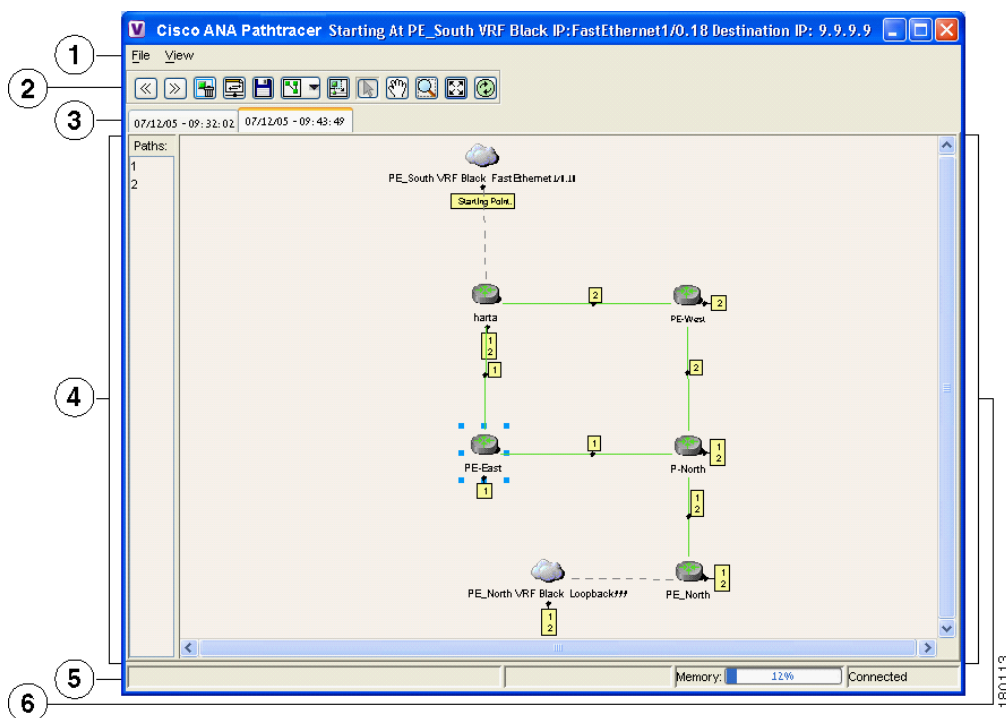 Cisco ANA Pathtracer Starting At PE_South VRF Black IP:FastEthernet1/0.18 Destination IP: 9.9.9.9
1
File View
2
3
07/12/05 - 09:32:02 07/12/05 - 09:43:49
Paths:
1
2
PE_South VRF Black FastEthernet1/0.18
Starting Point.
harta
2
PE-West
2
1
2
1
2
4
PE-East
1
1
P-North
1
2
1
2
PE_North VRF Black Loopback
PE_North
1
2
1
2
5
Memory: 12% Connected
6
180113